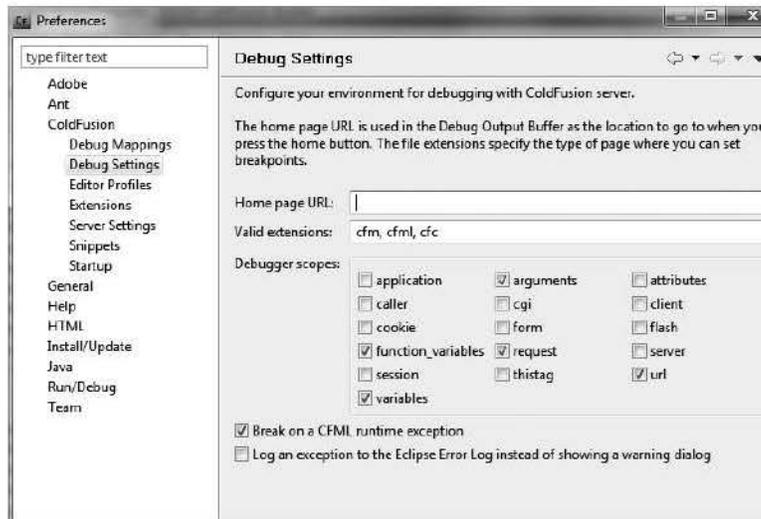 CF Preferences
type filter text
Adobe
Ant
ColdFusion
Debug Mappings
Debug Settings
Editor Profiles
Extensions
Server Settings
Snippets
Startup
General
Help
HTML
Install/Update
Java
Run/Debug
Team
Debug Settings
Configure your environment for debugging with ColdFusion server.
The home page URL is used in the Debug Output Buffer as the location to go to when you
press the home button. The file extensions specify the type of page where you can set
breakpoints.
Home page URL:
Valid extensions: cfm, cfml, cfc
Debugger scopes:
application arguments attributes
caller cgi client
cookie form flash
function_variables request server
session thistag url
variables
Break on a CFML runtime exception
Log an exception to the Eclipse Error Log instead of showing a warning dialog